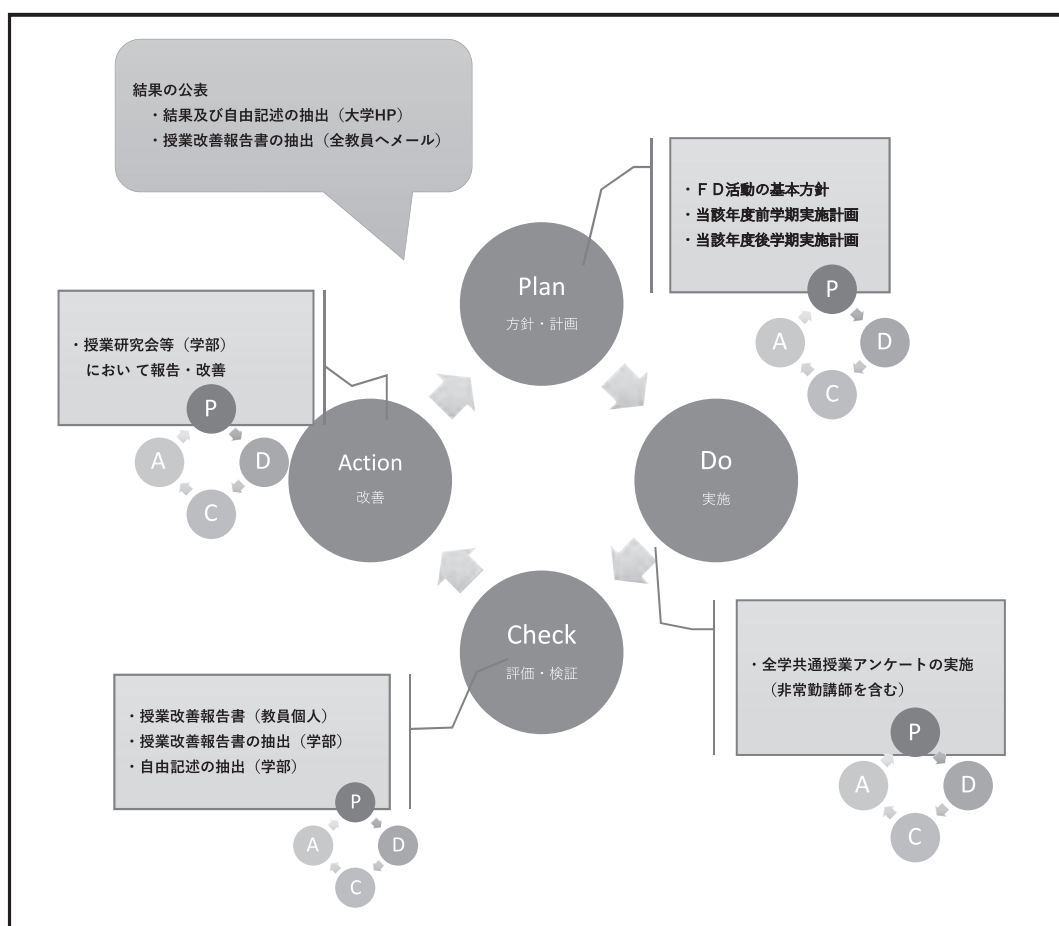 結果の公表
・結果及び自由記述の抽出（大学HP）
・授業改善報告書の抽出（全教員へメール）
・ＦＤ活動の基本方針
・当該年度前学期実施計画
・当該年度後学期実施計画
P
D
C
A
Plan
方針・計画
・授業研究会等（学部）
において報告・改善
P
D
C
A
Action
改善
Do
実施
Check
評価・検証
・全学共通授業アンケートの実施
（非常勤講師を含む）
P
D
C
A
・授業改善報告書（教員個人）
・授業改善報告書の抽出（学部）
・自由記述の抽出（学部）
P
D
C
A